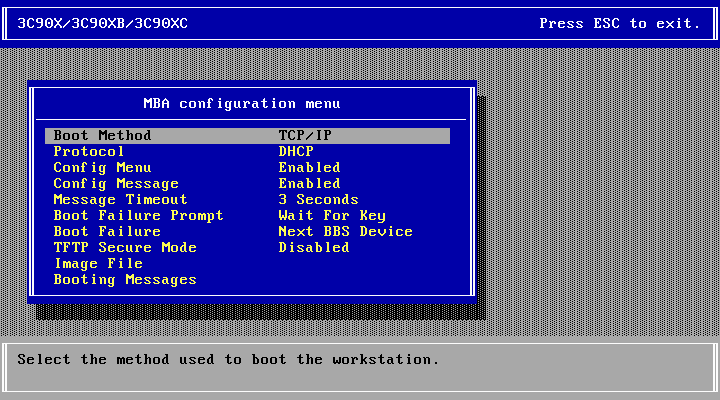 3C90X/3C90XB/3C90XC Press ESC to exit.
MBA configuration menu
Boot Method TCP/IP
Protocol DHCP
Config Menu Enabled
Config Message Enabled
Message Timeout 3 Seconds
Boot Failure Prompt Wait For Key
Boot Failure Next BBS Device
TFTP Secure Mode Disabled
Image File
Booting Messages
Select the method used to boot the workstation.